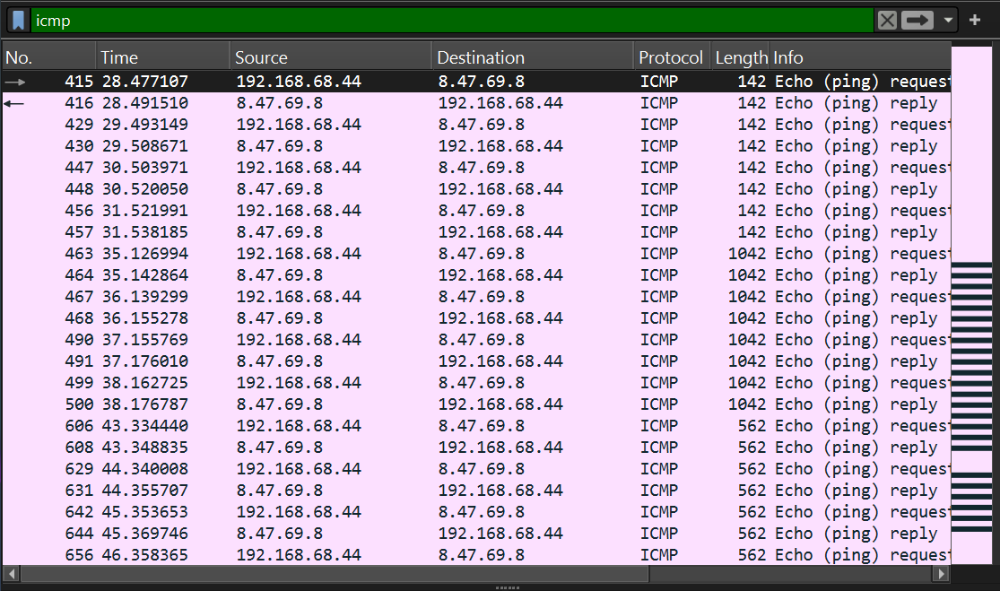 icmp
No. Time Source Destination Protocol Length Info
415 28.477107 192.168.68.44 8.47.69.8 ICMP 142 Echo (ping) request
416 28.491510 8.47.69.8 192.168.68.44 ICMP 142 Echo (ping) reply
429 29.493149 192.168.68.44 8.47.69.8 ICMP 142 Echo (ping) request
430 29.508671 8.47.69.8 192.168.68.44 ICMP 142 Echo (ping) reply
447 30.503971 192.168.68.44 8.47.69.8 ICMP 142 Echo (ping) request
448 30.520050 8.47.69.8 192.168.68.44 ICMP 142 Echo (ping) reply
456 31.521991 192.168.68.44 8.47.69.8 ICMP 142 Echo (ping) request
457 31.538185 8.47.69.8 192.168.68.44 ICMP 142 Echo (ping) reply
463 35.126994 192.168.68.44 8.47.69.8 ICMP 1042 Echo (ping) request
464 35.142864 8.47.69.8 192.168.68.44 ICMP 1042 Echo (ping) reply
467 36.139299 192.168.68.44 8.47.69.8 ICMP 1042 Echo (ping) request
468 36.155278 8.47.69.8 192.168.68.44 ICMP 1042 Echo (ping) reply
490 37.155769 192.168.68.44 8.47.69.8 ICMP 1042 Echo (ping) request
491 37.176010 8.47.69.8 192.168.68.44 ICMP 1042 Echo (ping) reply
499 38.162725 192.168.68.44 8.47.69.8 ICMP 1042 Echo (ping) request
500 38.176787 8.47.69.8 192.168.68.44 ICMP 1042 Echo (ping) reply
606 43.334440 192.168.68.44 8.47.69.8 ICMP 562 Echo (ping) request
608 43.348835 8.47.69.8 192.168.68.44 ICMP 562 Echo (ping) reply
629 44.340008 192.168.68.44 8.47.69.8 ICMP 562 Echo (ping) request
631 44.355707 8.47.69.8 192.168.68.44 ICMP 562 Echo (ping) reply
642 45.353653 192.168.68.44 8.47.69.8 ICMP 562 Echo (ping) request
644 45.369746 8.47.69.8 192.168.68.44 ICMP 562 Echo (ping) reply
656 46.358365 192.168.68.44 8.47.69.8 ICMP 562 Echo (ping) request